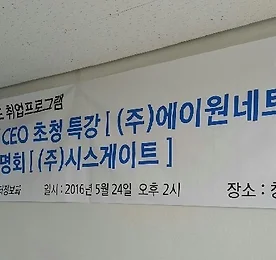 취업프로그램
CEO 초청 특강 [ (주)에이원네트
명회 [ (주)시스게이트 ]
일시 : 2016년 5월 24일 오후 2시 장소 :